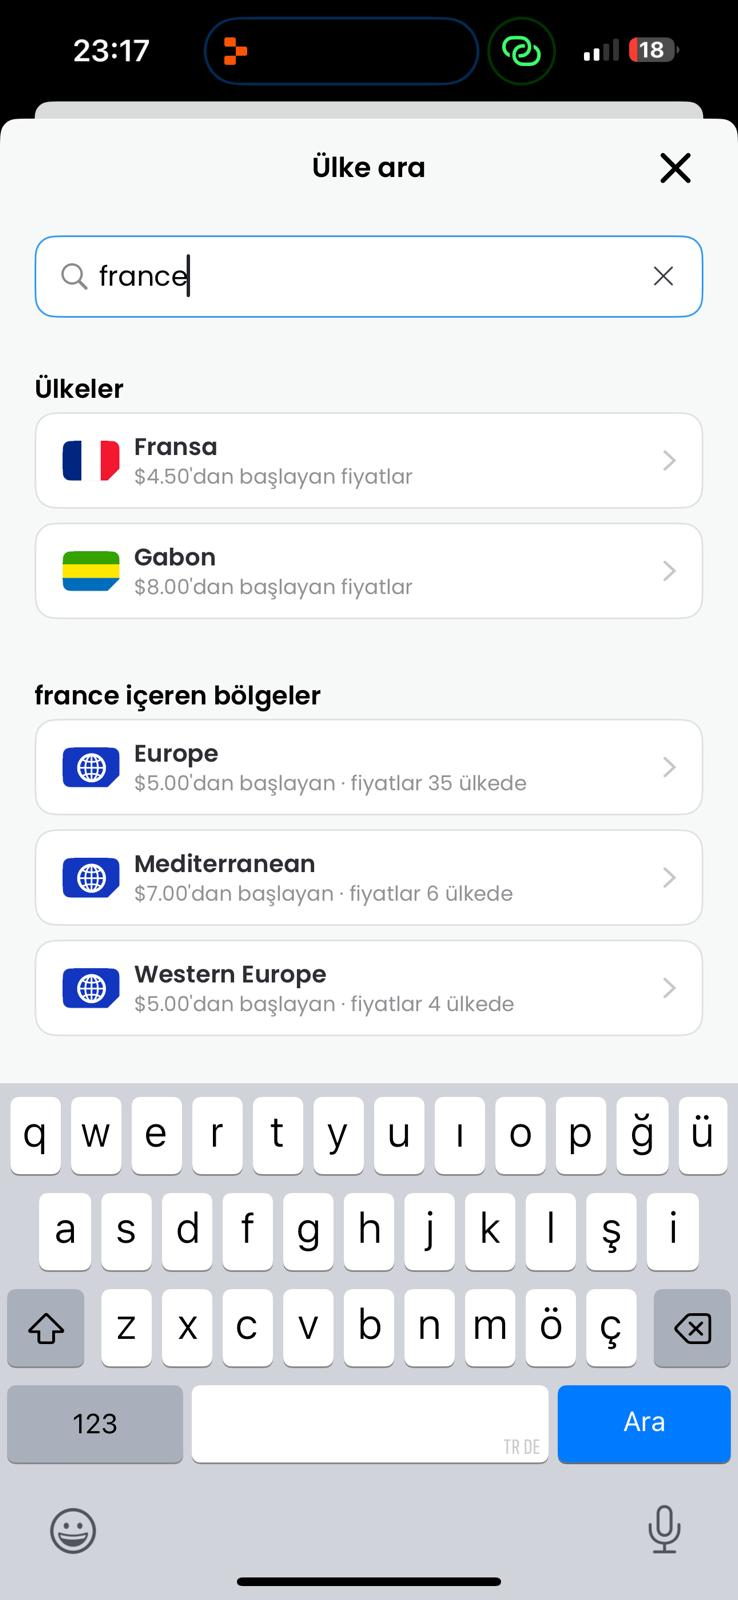 23:17
18
Ülke ara
france
Ülkeler
Fransa
$4.50'dan başlayan fiyatlar
Gabon
$8.00'dan başlayan fiyatlar
france içeren bölgeler
Europe
$5.00'dan başlayan · fiyatlar 35 ülkede
Mediterranean
$7.00'dan başlayan · fiyatlar 6 ülkede
Western Europe
$5.00'dan başlayan · fiyatlar 4 ülkede
q w e r t y u ı o p ğ ü
a s d f g h j k l ş i
z x c v b n m ö ç
123
TR DE
Ara